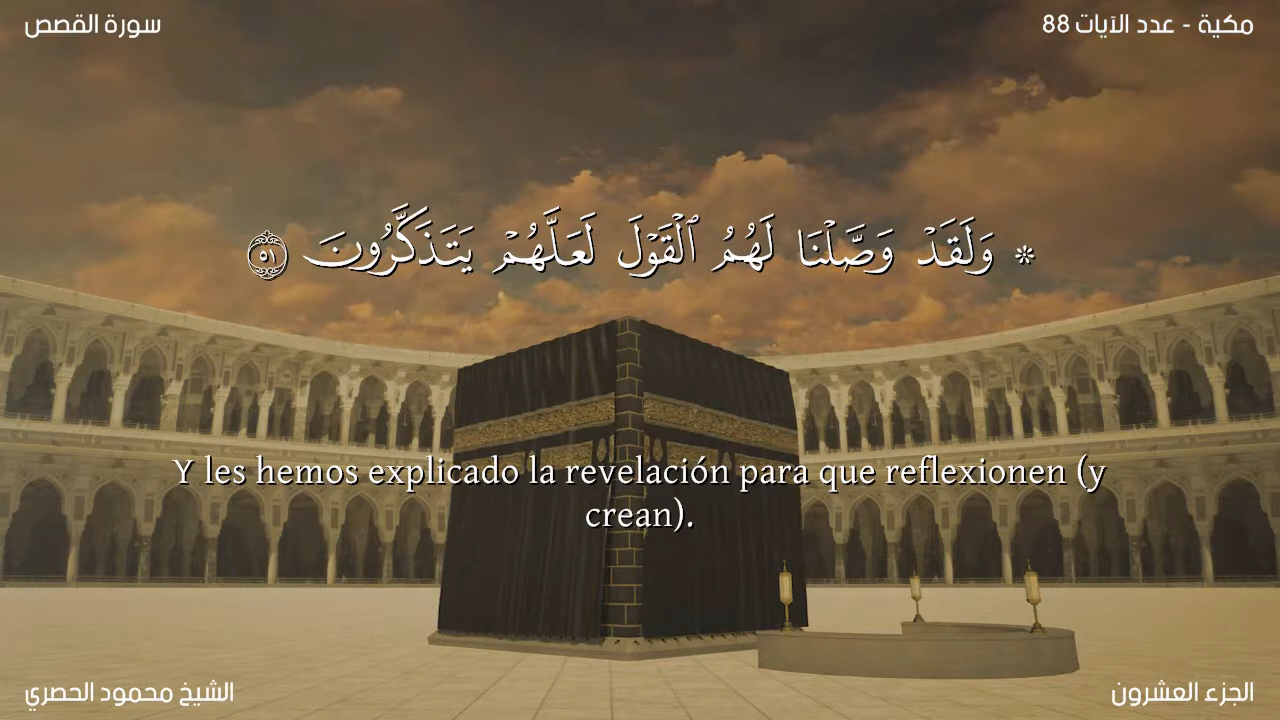 مكية - عدد الآيات 88
سورة القصص
* وَلَقَدْ وَصَّلْنَا لَهُمُ ٱلْقَوْلَ لَعَلَّهُمْ يَتَذَكَّرُونَ ٥١
Y les hemos explicado la revelación para que reflexionen (y
crean).
الجزء العشرون
الشيخ محمود الحصري